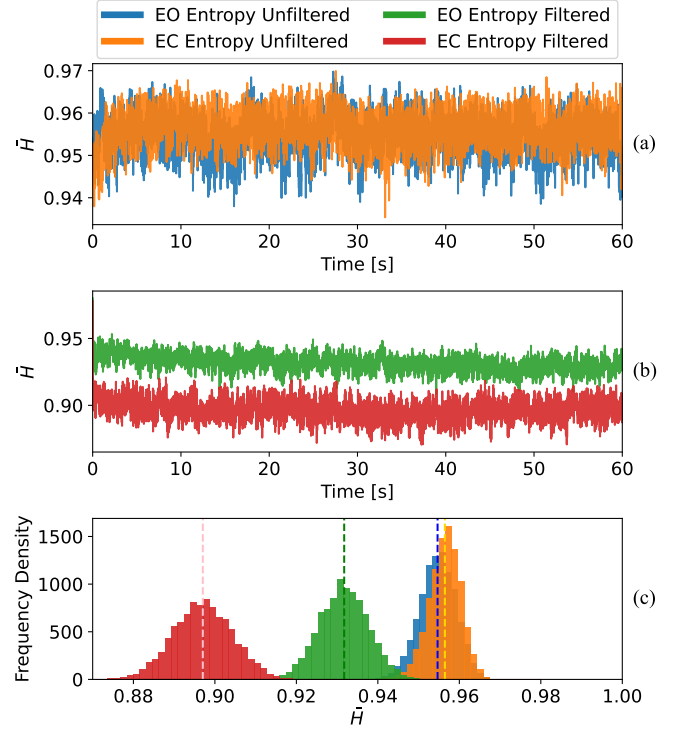 EO Entropy Unfiltered
EO Entropy Filtered
EC Entropy Unfiltered
EC Entropy Filtered
0.97
0.96
0.95
0.94
H̄
(a)
0 10 20 30 40 50 60
Time [s]
0.95
0.90
H̄
(b)
0 10 20 30 40 50 60
Time [s]
1500
1000
500
0
Frequency Density
(c)
0.88 0.90 0.92 0.94 0.96 0.98 1.00
H̄